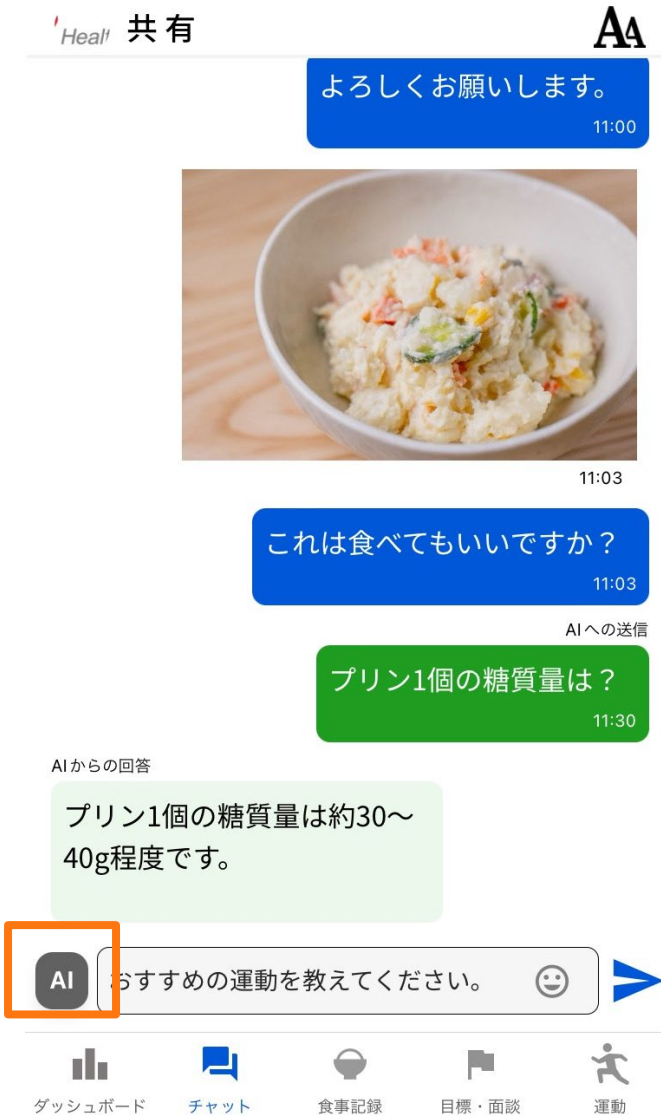 Heal 共有
AA
よろしくお願いします。
11:00
11:03
これは食べてもいいですか?
11:03
AIへの送信
プリン1個の糖質量は?
11:30
AIからの回答
プリン1個の糖質量は約30〜
40g程度です。
AI
おすすめの運動を教えてください。
ダッシュボード チャット 食事記録 目標・面談 運動